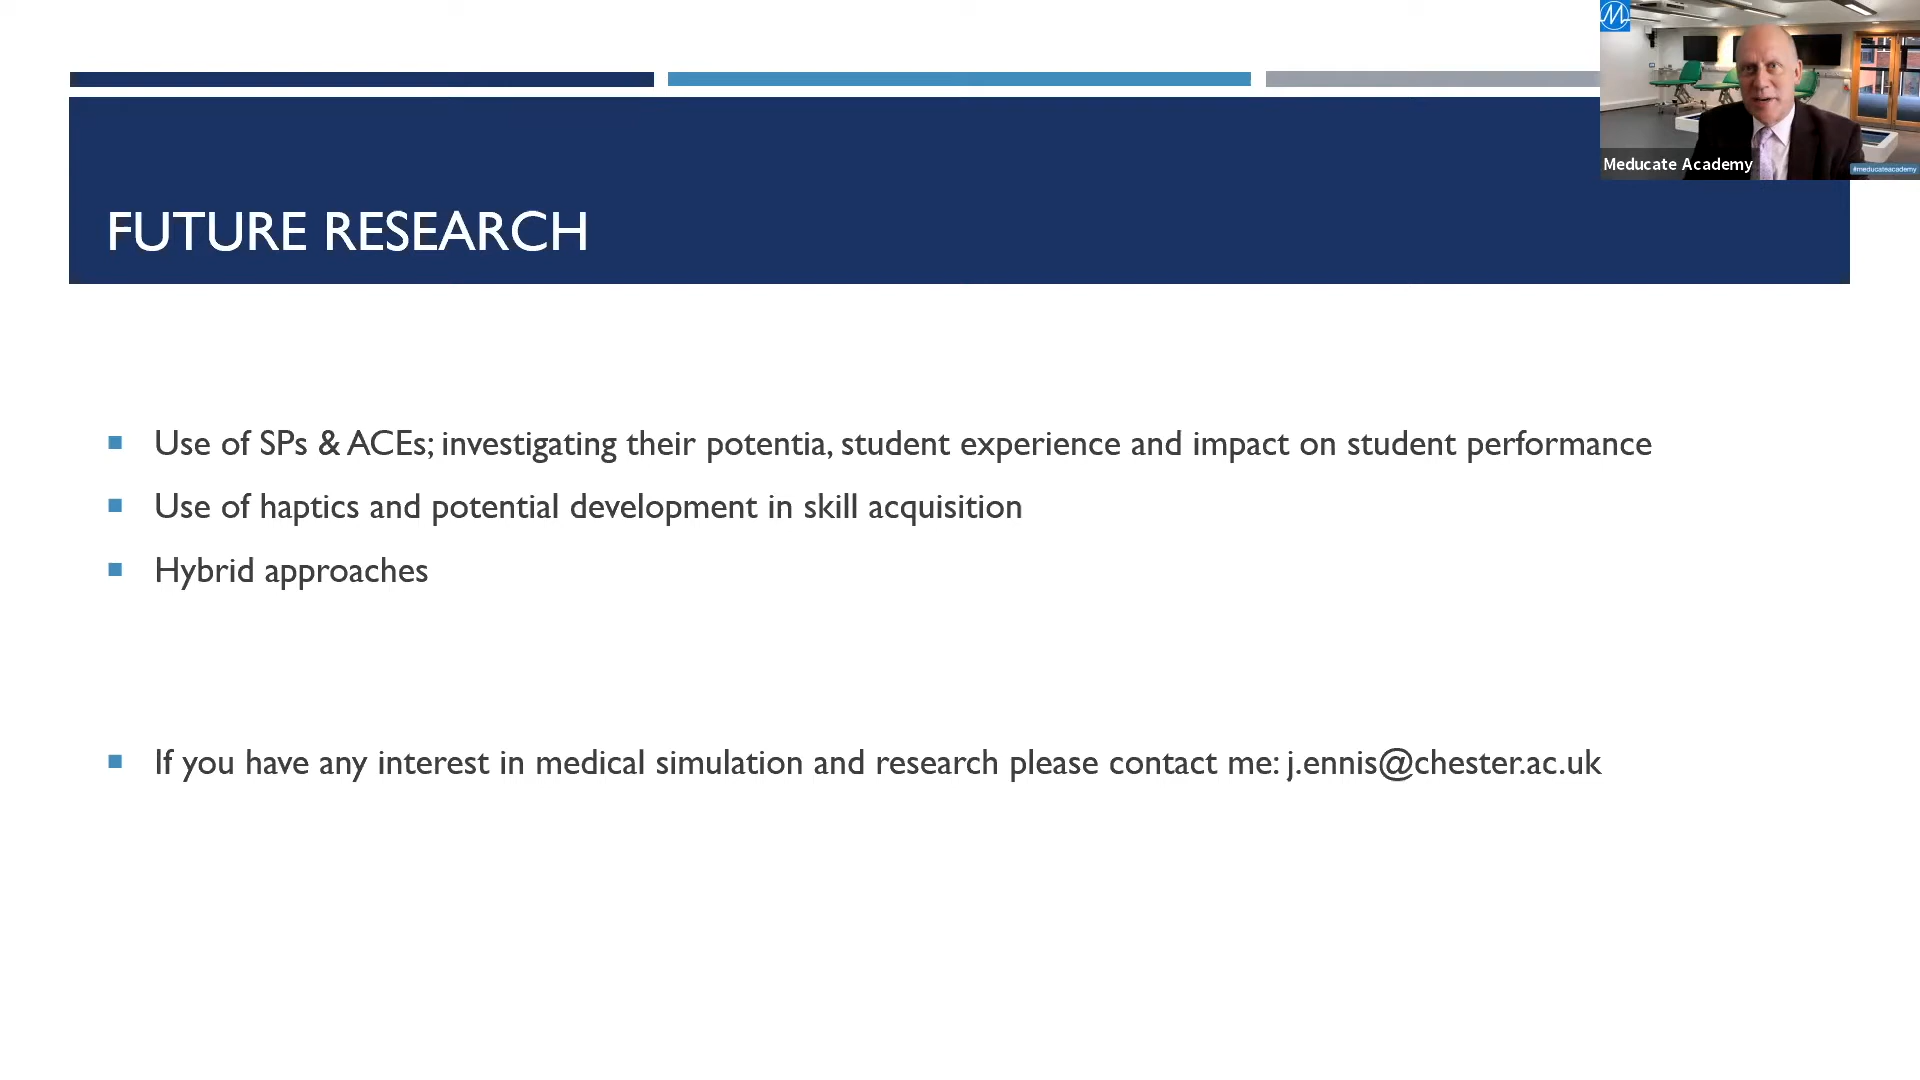 Meducate Academy
#meducateacademy
FUTURE RESEARCH
Use of SPs & ACEs; investigating their potentia, student experience and impact on student performance
Use of haptics and potential development in skill acquisition
Hybrid approaches
If you have any interest in medical simulation and research please contact me: j.ennis@chester.ac.uk